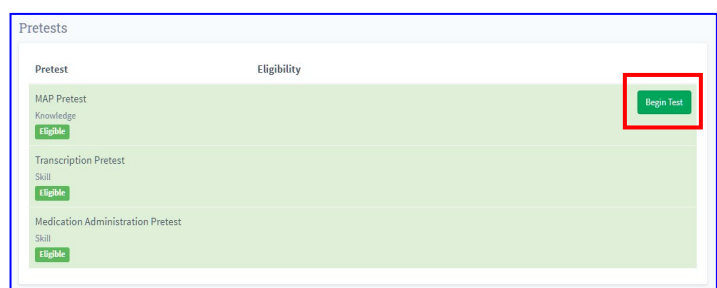 Pretests
Pretest Eligibility
MAP Pretest
Begin Test
Knowledge
Eligible
Transcription Pretest
Skill
Eligible
Medication Administration Pretest
Skill
Eligible